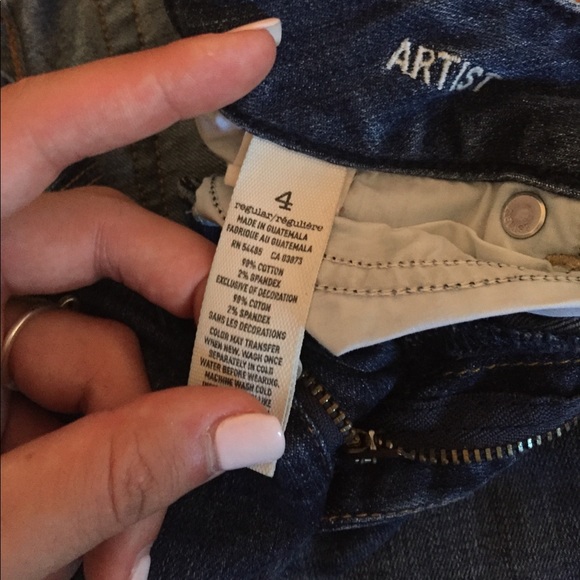 ARTIST
4
regular/régulière
MADE IN GUATEMALA
FABRIQUE AU GUATEMALA
RN 54485 CA 03873
98% COTTON
2% SPANDEX
EXCLUSIVE OF DECORATION
98% COTON
2% SPANDEX
DANS LES DECORATIONS
COLOR MAY TRANSFER
WHEN NEW. WASH ONCE
SEPARATELY IN COLD
WATER BEFORE WEARING.
MACHINE WASH COLD
LIKE